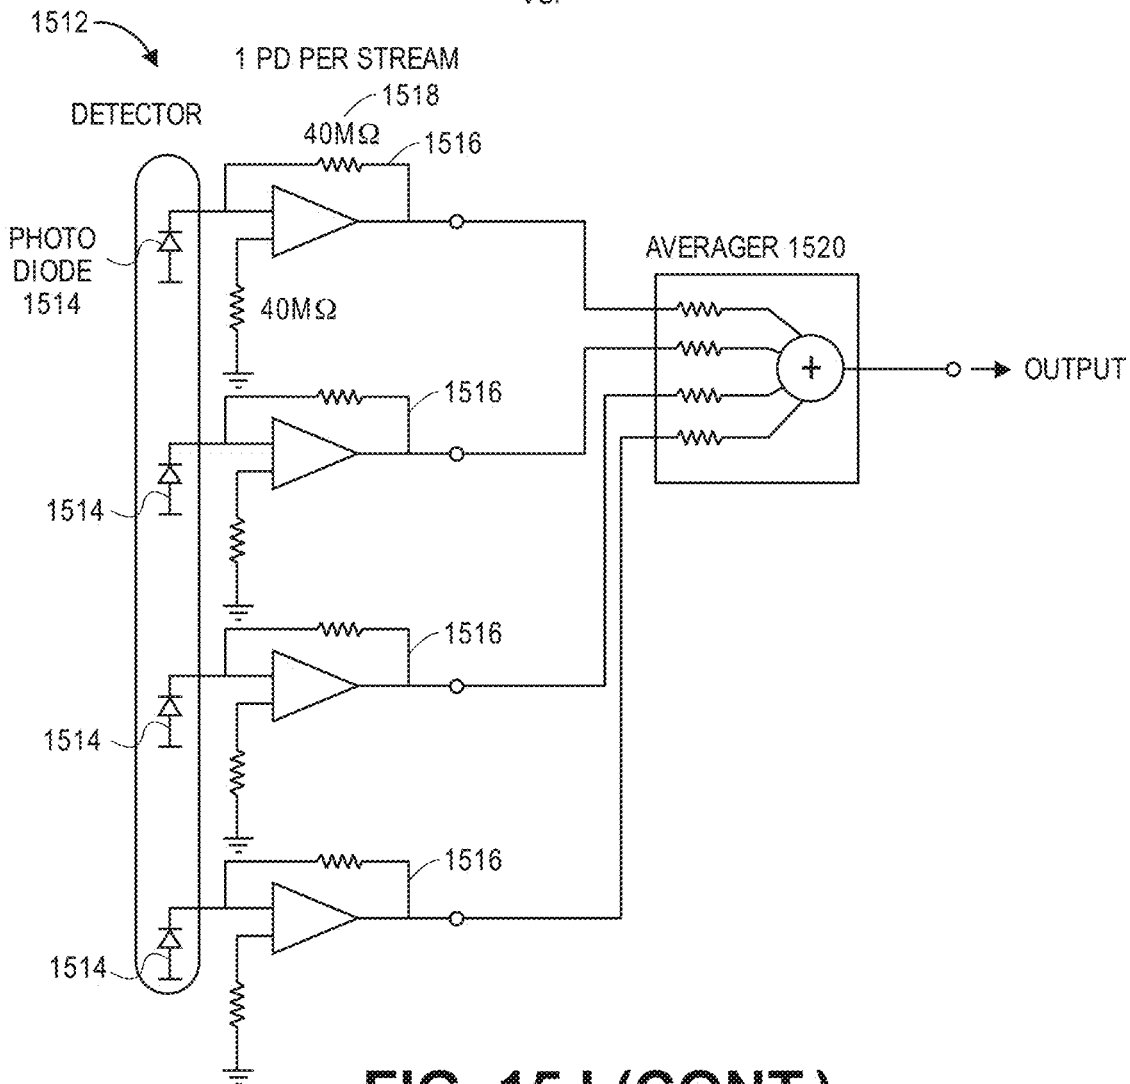 1512
1 PD PER STREAM
DETECTOR
1518
40MΩ
1516
PHOTO
DIODE
1514
40MΩ
AVERAGER 1520
+
OUTPUT
1516
1514
1516
1514
1516
1514